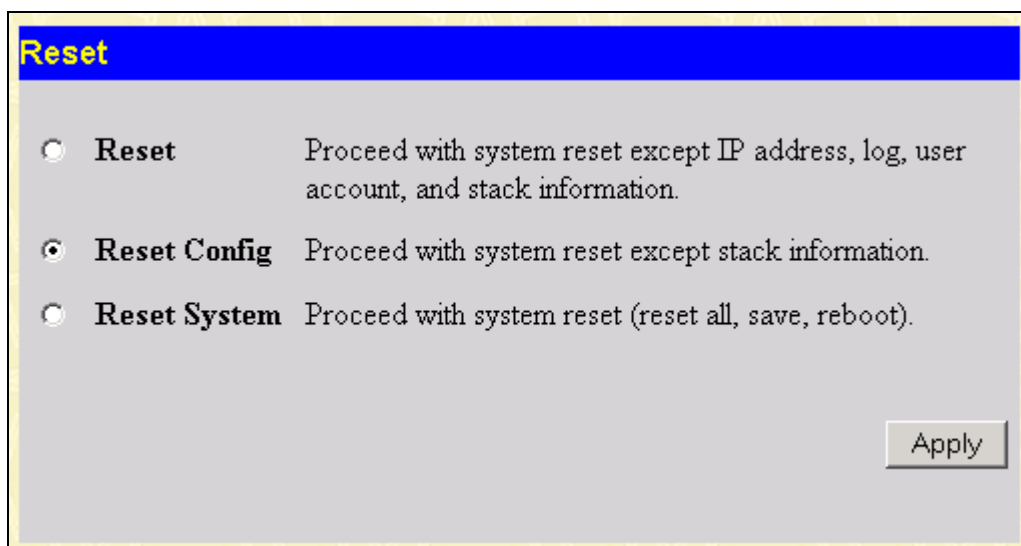 Reset
Reset Proceed with system reset except IP address, log, user
account, and stack information.
Reset Config Proceed with system reset except stack information.
Reset System Proceed with system reset (reset all, save, reboot).
Apply